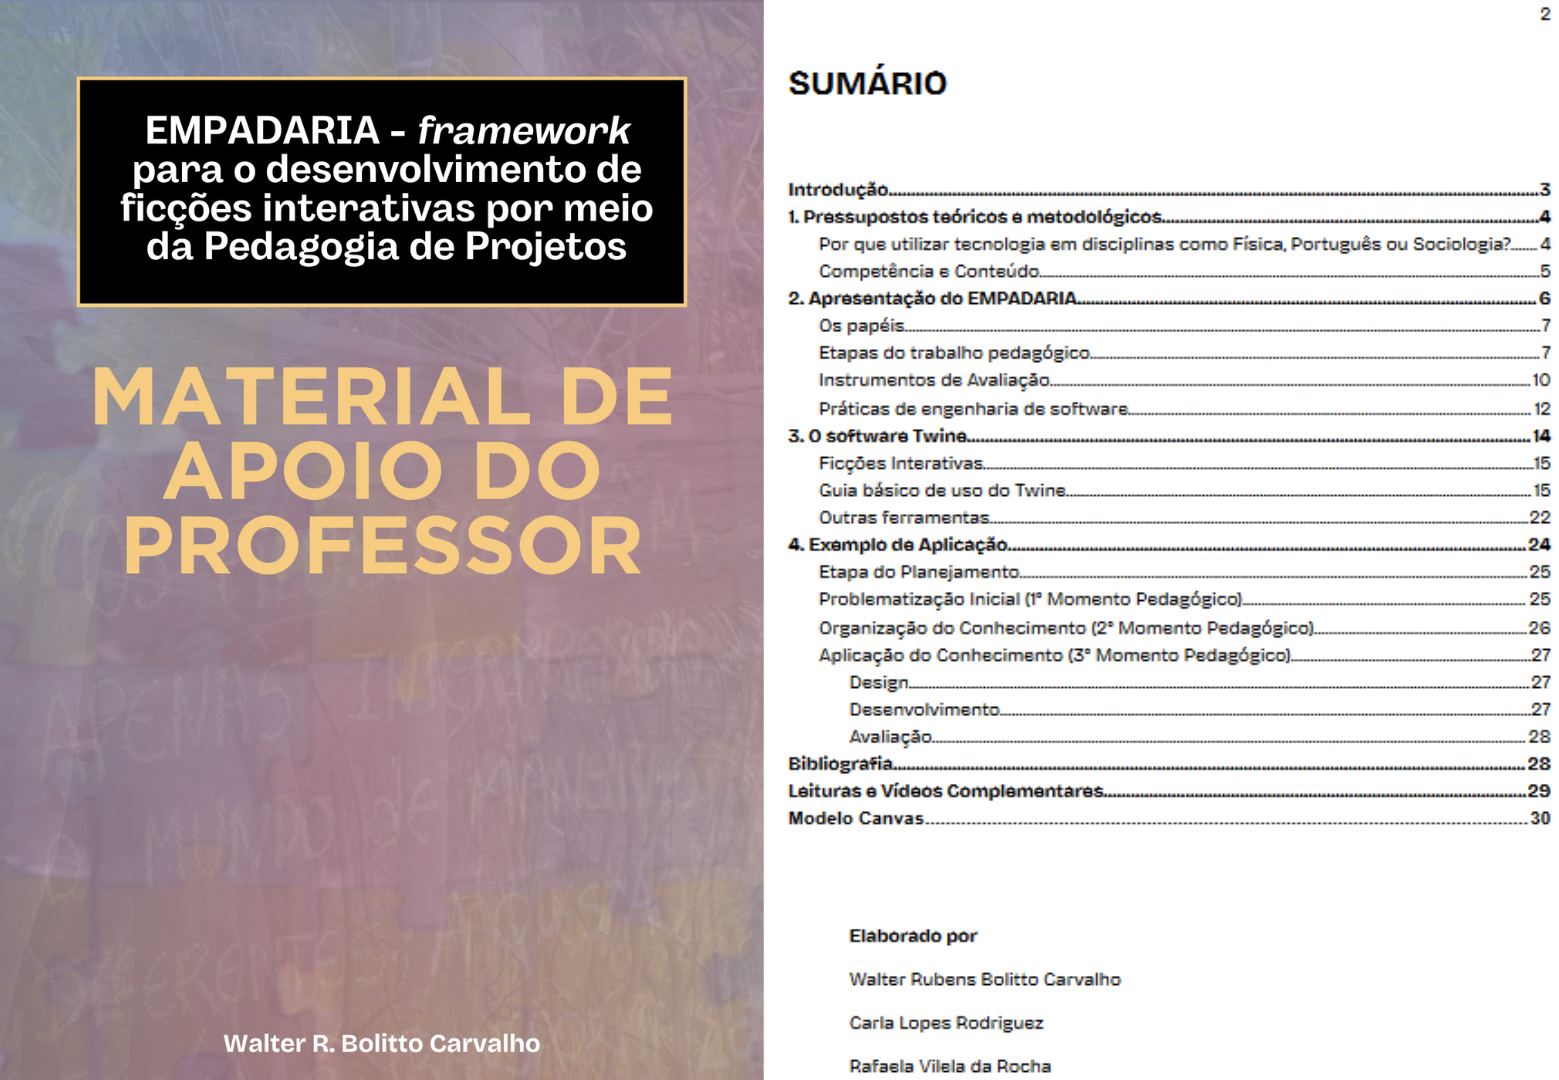 EMPADARIA - framework
para o desenvolvimento de
ficções interativas por meio
da Pedagogia de Projetos
MATERIAL DE
APOIO DO
PROFESSOR
APENAS 1
MUNDO DE
Walter R. Bolitto Carvalho
2
SUMÁRIO
Introdução 3
1. Pressupostos teóricos e metodológicos 4
Por que utilizar tecnologia em disciplinas como Física, Português ou Sociologia? 4
Competência e Conteúdo 5
2. Apresentação do EMPADARIA 6
Os papéis 7
Etapas do trabalho pedagógico 7
Instrumentos de Avaliação 10
Práticas de engenharia de software 12
3. O software Twine 14
Ficções Interativas 15
Guia básico de uso do Twine 15
Outras ferramentas 22
4. Exemplo de Aplicação 24
Etapa do Planejamento 25
Problematização Inicial (1º Momento Pedagógico) 25
Organização do Conhecimento (2º Momento Pedagógico) 26
Aplicação do Conhecimento (3º Momento Pedagógico) 27
Design 27
Desenvolvimento 27
Avaliação 28
Bibliografia 28
Leituras e Vídeos Complementares 29
Modelo Canvas 30
Elaborado por
Walter Rubens Bolitto Carvalho
Carla Lopes Rodriguez
Rafaela Vilela da Rocha